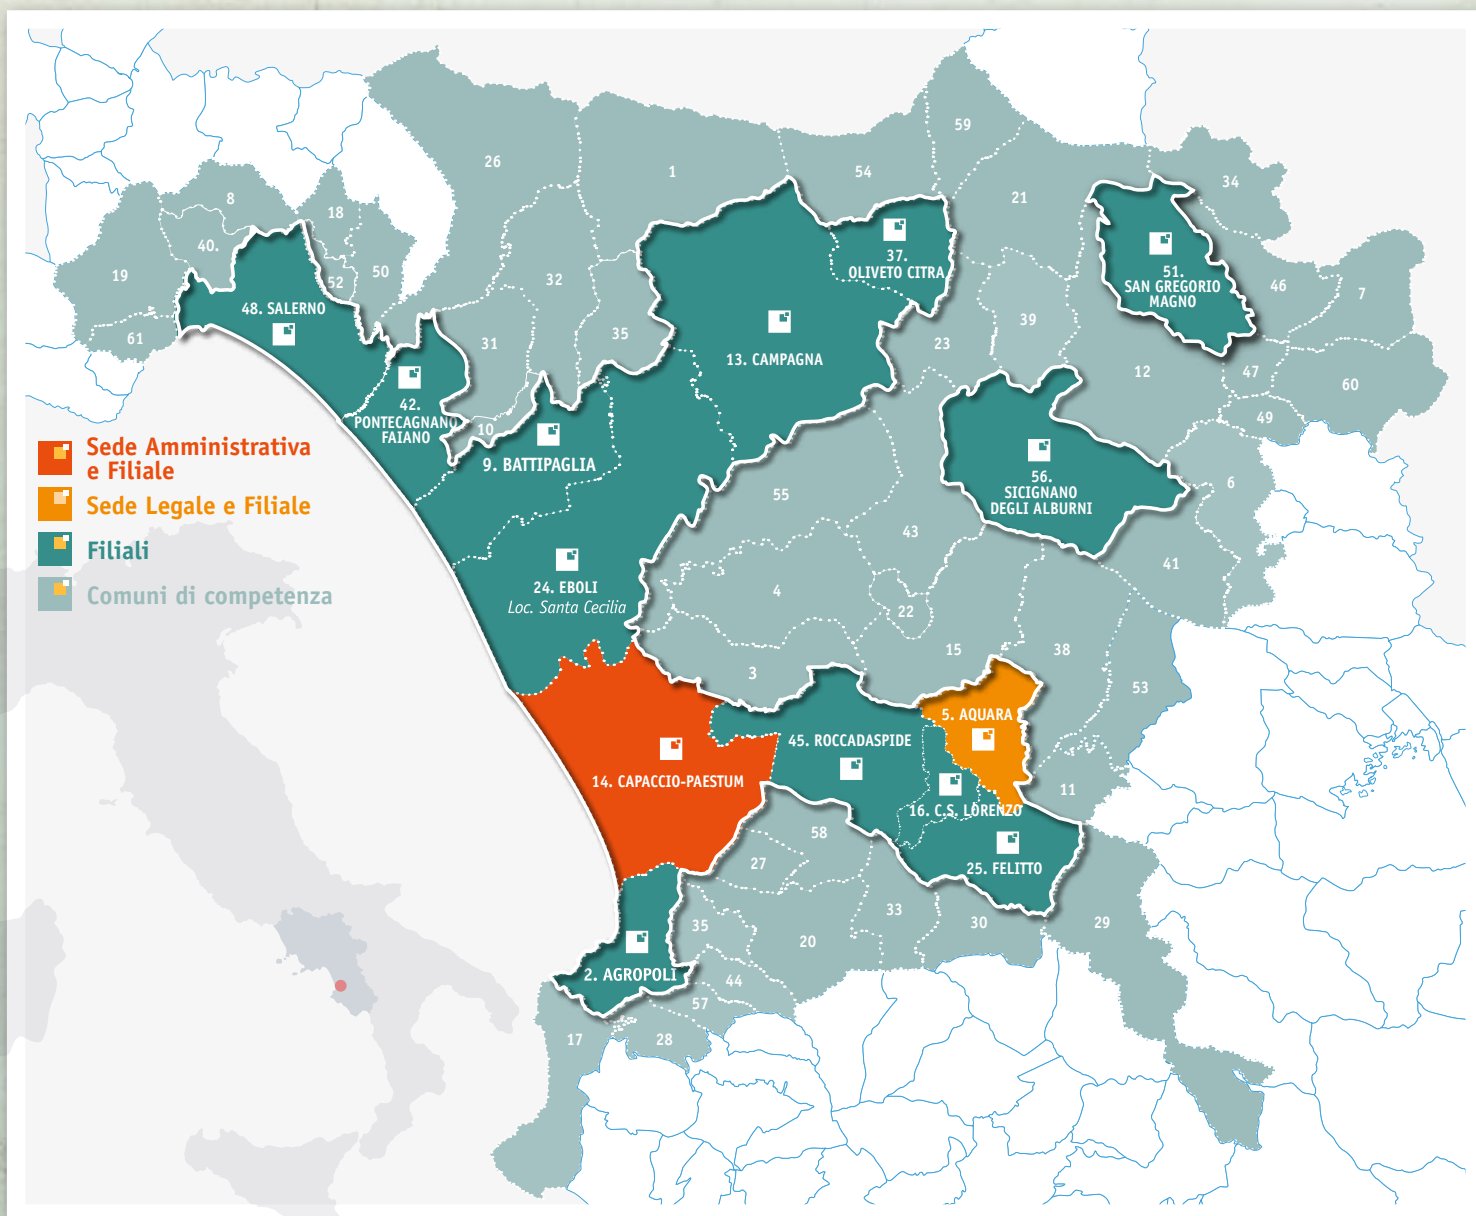 59
26
1
54
34
21
8
18
40.
37.
OLIVETO CITRA
19
52
50
32
51.
SAN GREGORIO
MAGNO
46
7
48. SALERNO
61
31
35
13. CAMPAGNA
23
39
12
47
60
42.
PONTECAGNANO
FAIANO
10
49
Sede Amministrativa
e Filiale
9. BATTIPAGLIA
Sede Legale e Filiale
55
56.
SICIGNANO
DEGLI ALBURNI
6
Filiali
43
41
24. EBOLI
Loc. Santa Cecilia
Comuni di competenza
4
22
15
38
3
53
5. AQUARA
45. ROCCADASPIDE
14. CAPACCIO-PAESTUM
11
16. C.S. LORENZO
58
27
25. FELITTO
35
33
30
29
20
2. AGROPOLI
44
57
17
28